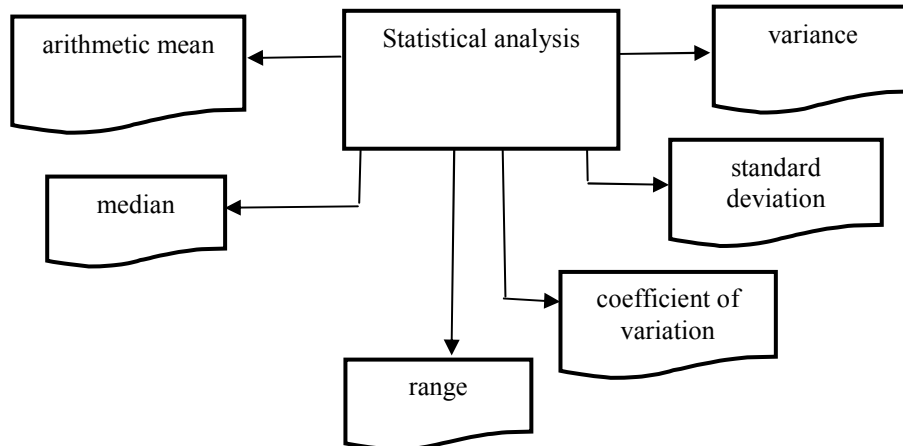 Statistical analysis
arithmetic mean
variance
median
standard
deviation
coefficient of
variation
range